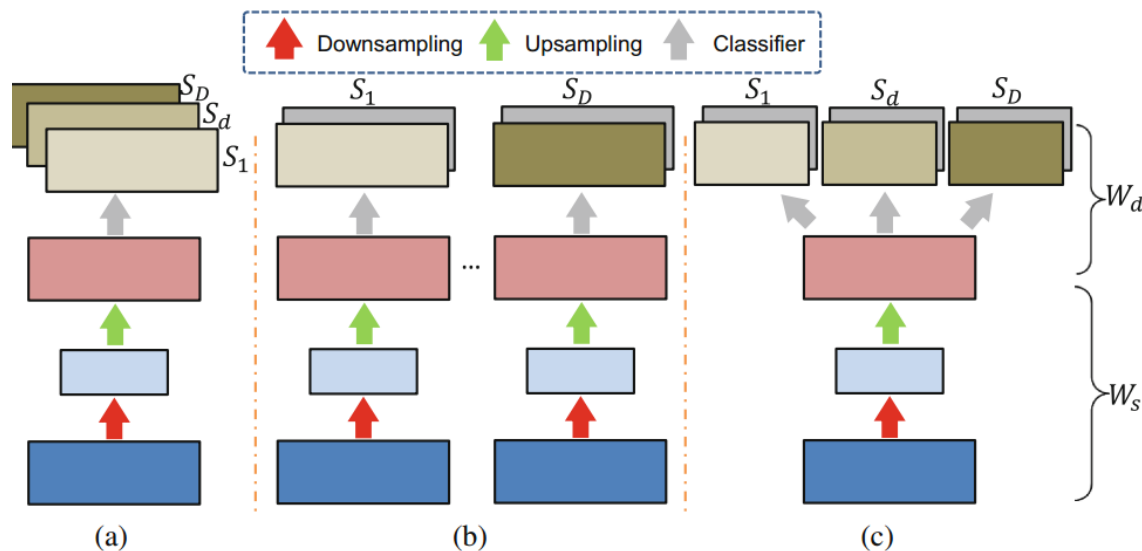 Downsampling Upsampling Classifier
S_D
S_d
S_1
S_1 S_D
S_1 S_d S_D
W_d
...
W_s
(a) (b) (c)